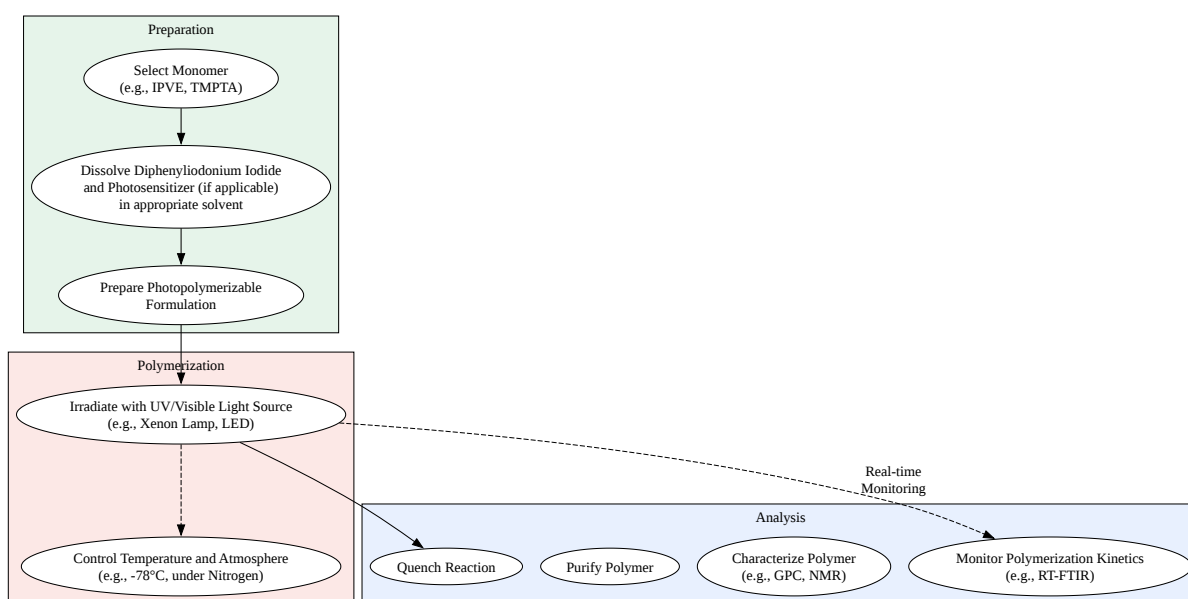 Preparation
Select Monomer
(e.g., IPVE, TMPTA)
Dissolve Diphenyliodonium Iodide
and Photosensitizer (if applicable)
in appropriate solvent
Prepare Photopolymerizable
Formulation
Polymerization
Irradiate with UV/Visible Light Source
(e.g., Xenon Lamp, LED)
Control Temperature and Atmosphere
(e.g., -78°C, under Nitrogen)
Real-time
Monitoring
Analysis
Quench Reaction
Purify Polymer
Characterize Polymer
(e.g., GPC, NMR)
Monitor Polymerization Kinetics
(e.g., RT-FTIR)